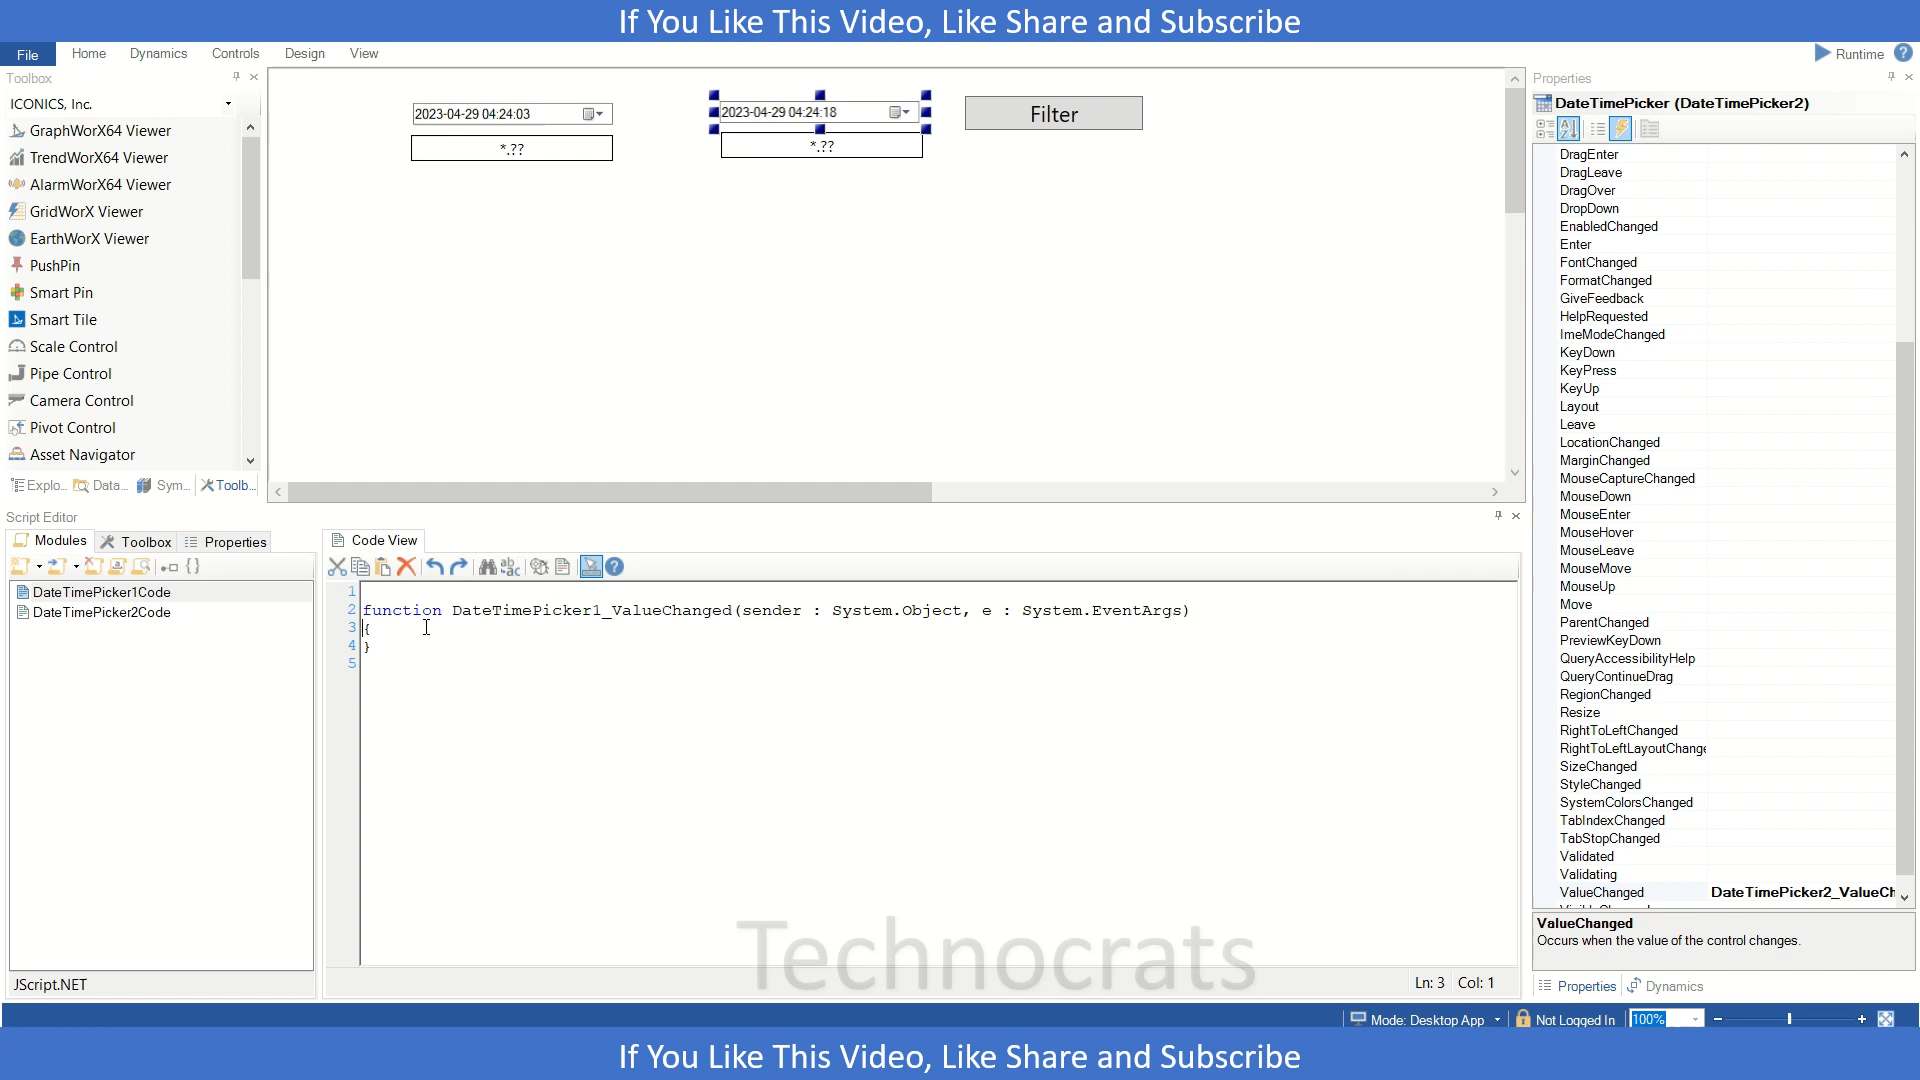 If You Like This Video, Like Share and Subscribe
File Home Dynamics Controls Design View Runtime
Toolbox
ICONICS, Inc.
GraphWorX64 Viewer
TrendWorX64 Viewer
AlarmWorX64 Viewer
GridWorX Viewer
EarthWorX Viewer
PushPin
Smart Pin
Smart Tile
Scale Control
Pipe Control
Camera Control
Pivot Control
Asset Navigator
Explo... Data... Sym... Toolb...
2023-04-29 04:24:03
*.??
2023-04-29 04:24:18
*.??
Filter
Script Editor
Modules Toolbox Properties
DateTimePicker1Code
DateTimePicker2Code
JScript.NET
Code View
1
2 function DateTimePicker1_ValueChanged(sender : System.Object, e : System.EventArgs)
3 {
4 }
5
Ln: 3 Col: 1
Technocrats
Properties
DateTimePicker (DateTimePicker2)
DragEnter
DragLeave
DragOver
DropDown
EnabledChanged
Enter
FontChanged
FormatChanged
GiveFeedback
HelpRequested
ImeModeChanged
KeyDown
KeyPress
KeyUp
Layout
Leave
LocationChanged
MarginChanged
MouseCaptureChanged
MouseDown
MouseEnter
MouseHover
MouseLeave
MouseMove
MouseUp
Move
ParentChanged
PreviewKeyDown
QueryAccessibilityHelp
QueryContinueDrag
RegionChanged
Resize
RightToLeftChanged
RightToLeftLayoutChange
SizeChanged
StyleChanged
SystemColorsChanged
TabIndexChanged
TabStopChanged
Validated
Validating
ValueChanged DateTimePicker2_ValueCh
ValueChanged
Occurs when the value of the control changes.
Properties Dynamics
Mode: Desktop App Not Logged In 100%
If You Like This Video, Like Share and Subscribe